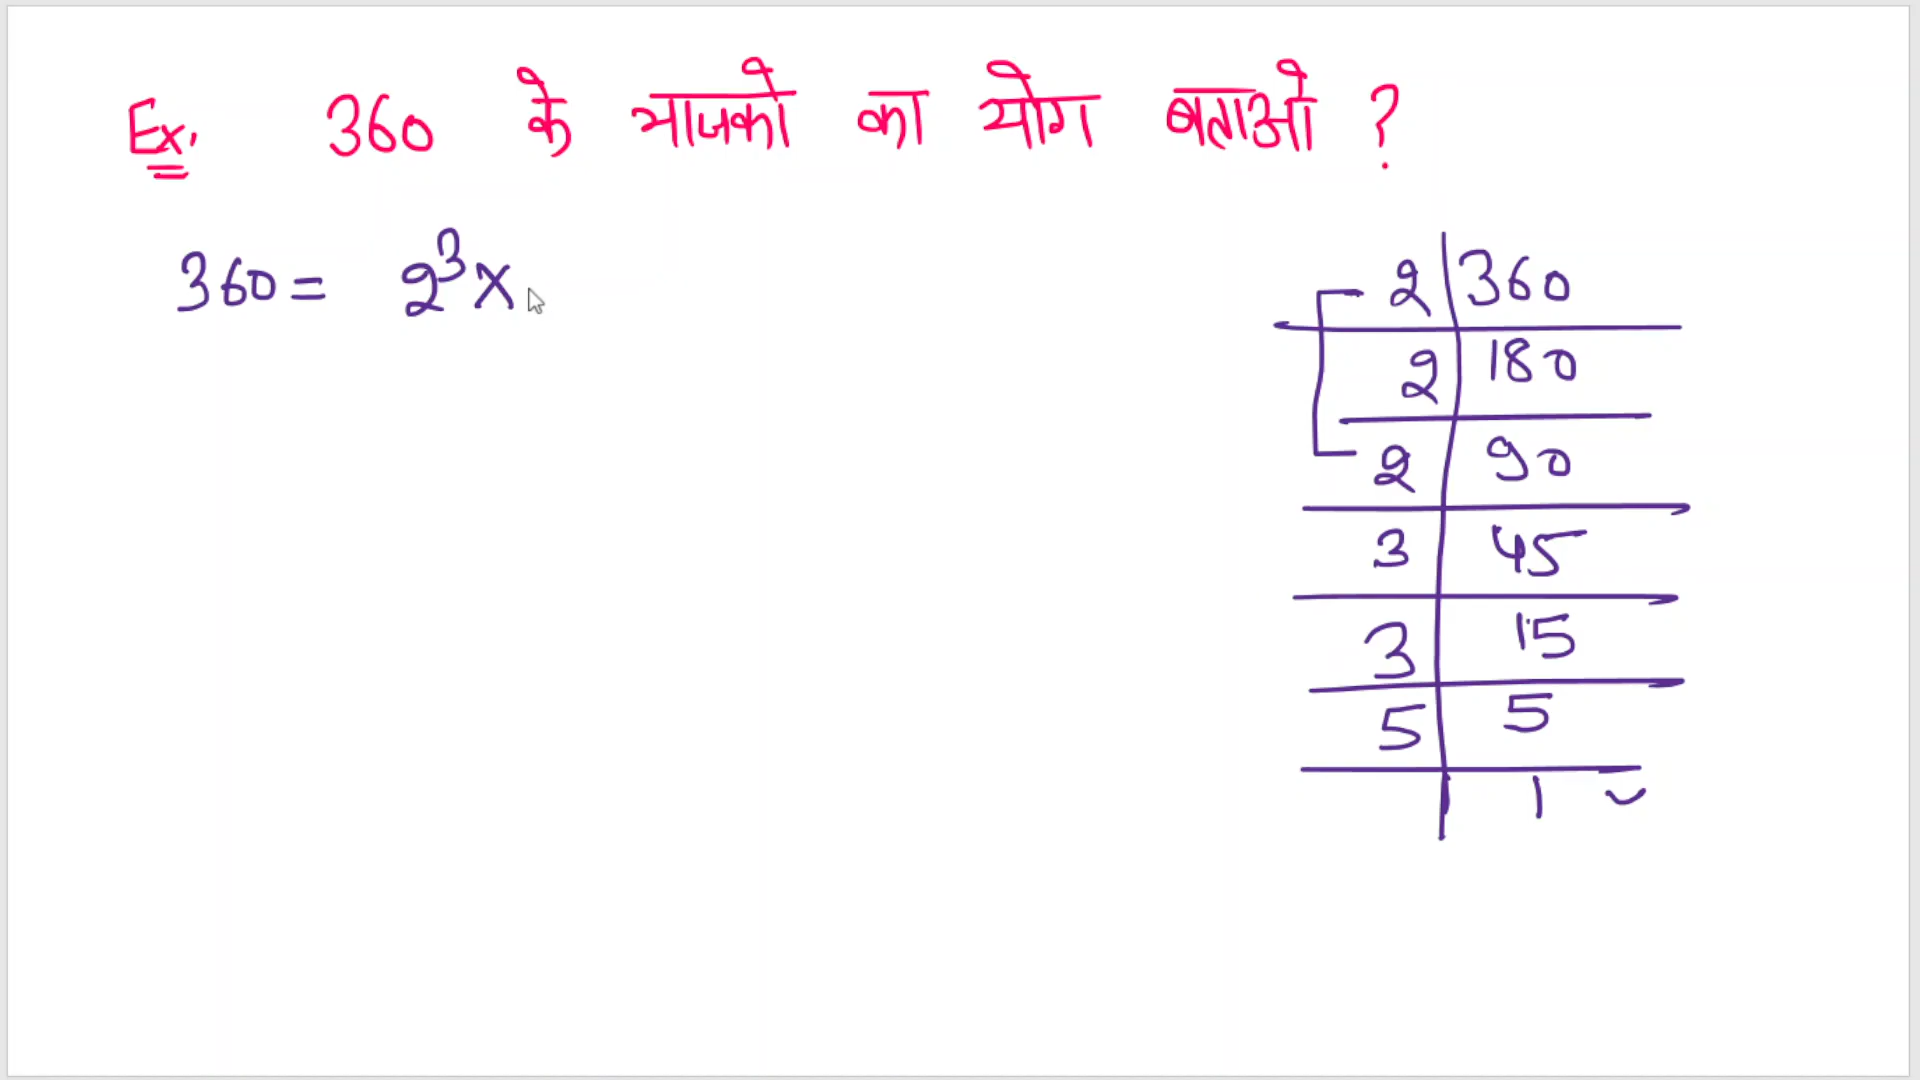 Ex. 360 के भाजको का योग बताओ ?
360 = 2³ x
2 | 360
2 | 180
2 | 90
3 | 45
3 | 15
5 | 5
| 1